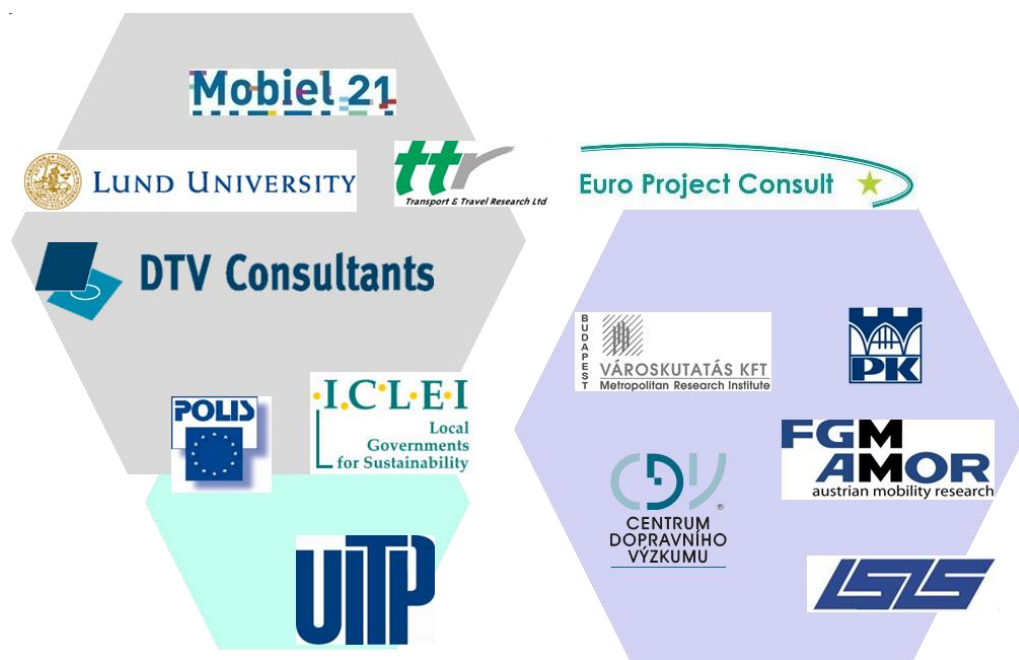 Mobiel 21
LUND UNIVERSITY
ttr
Transport & Travel Research Ltd
Euro Project Consult
DTV Consultants
BUDAPEST
VÁROSKUTATÁS KFT
Metropolitan Research Institute
PK
POLIS
I.C.L.E.I
Local
Governments
for Sustainability
FGM
AMOR
austrian mobility research
CDV
®
CENTRUM
DOPRAVNÍHO
VÝZKUMU
UITP
ISIS